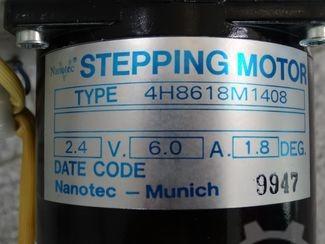 Nanotec STEPPING MOTOR
TYPE 4H8618M1408
2.4 V. 6.0 A. 1.8 DEG.
DATE CODE
Nanotec - Munich 9947